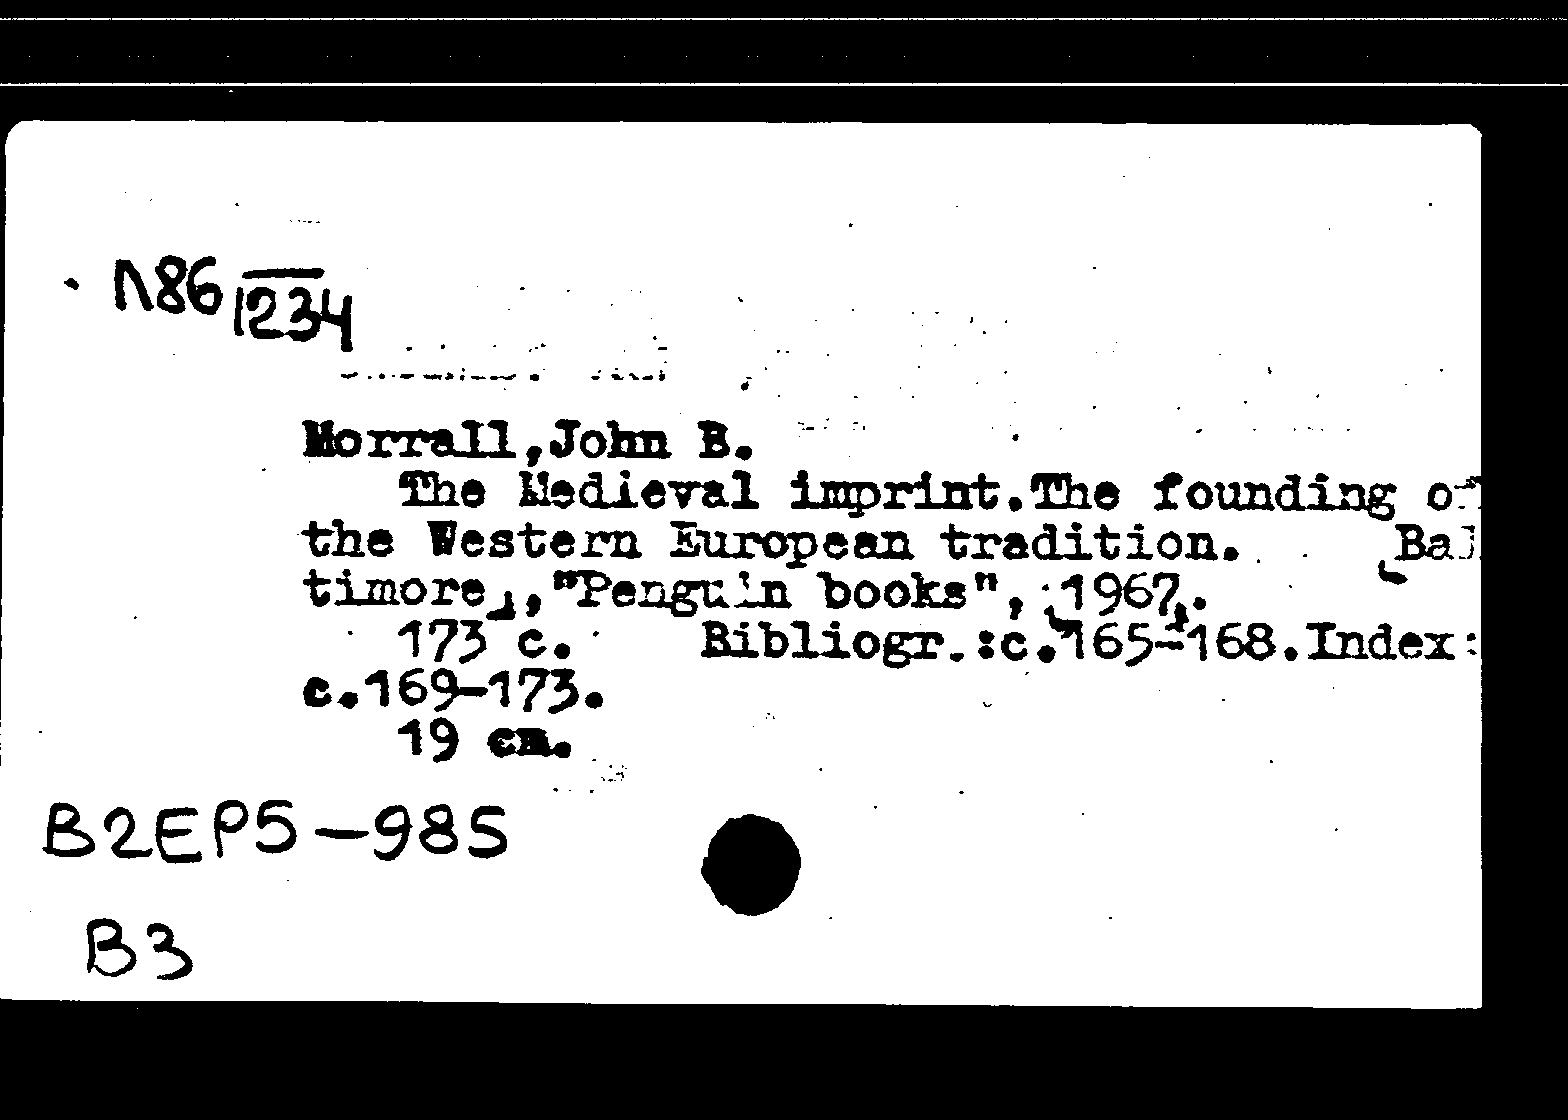 Л86 1234
Morrall,John B.
The Medieval imprint.The founding of
the Western European tradition. Bal
timore,"Penguin books", 1967.
173 c. Bibliogr.:c.165-168.Index:
c.169-173.
19 cm.
B2EP5-985
B3